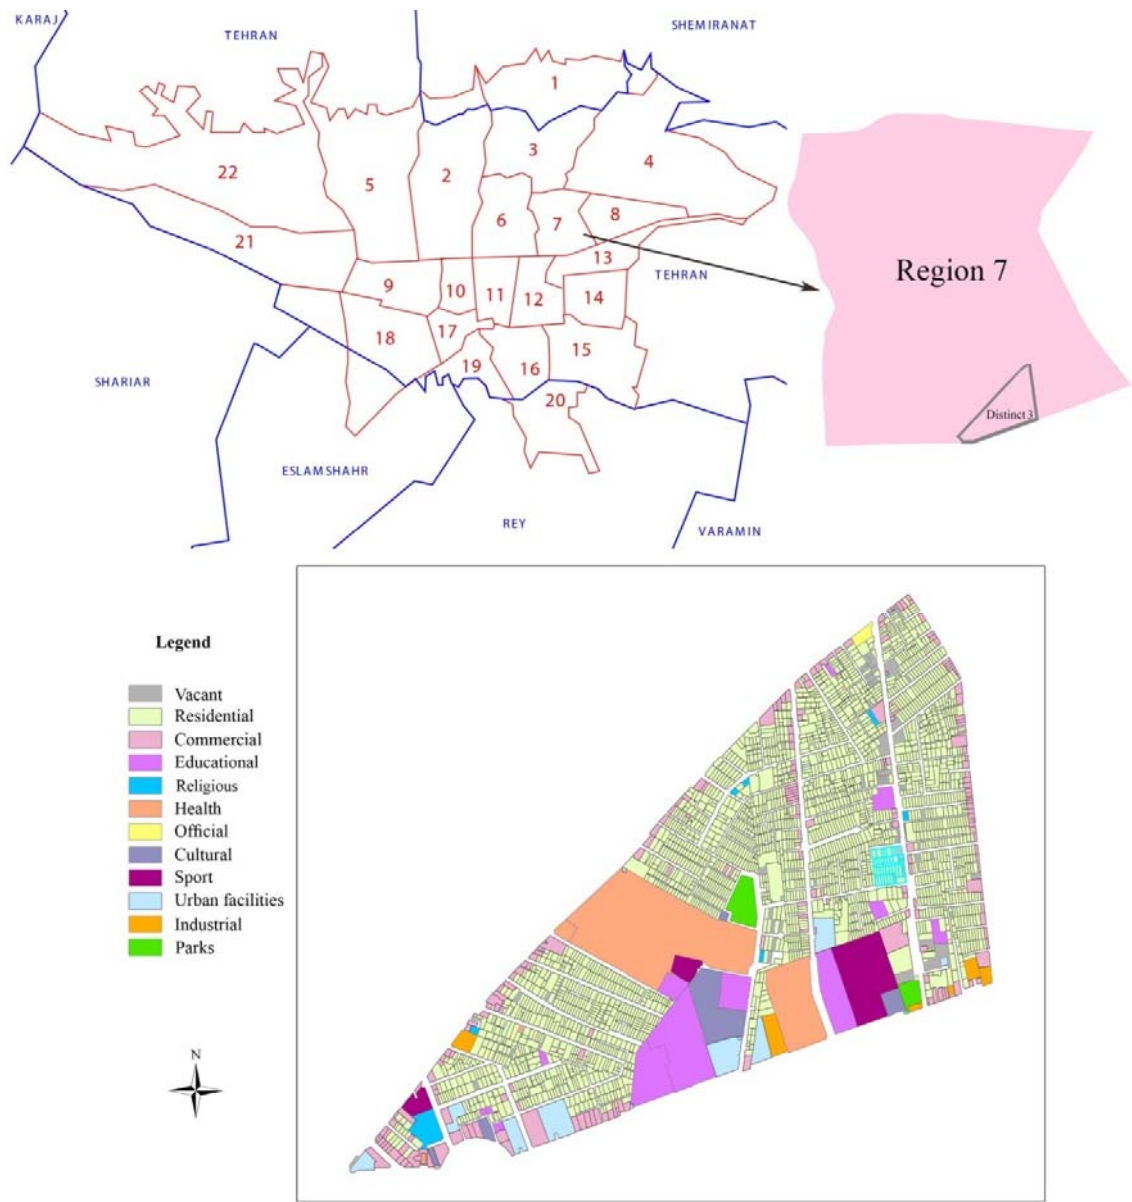 KARAJ
TEHRAN
SHEMIRANAT
1
3
4
22
5
2
6
7
8
21
13
TEHRAN
9
10
11
12
14
18
17
15
19
16
20
SHARIAR
ESLAMSHAHR
REY
VARAMIN
Region 7
Distinct 3
Legend
Vacant
Residential
Commercial
Educational
Religious
Health
Official
Cultural
Sport
Urban facilities
Industrial
Parks
N